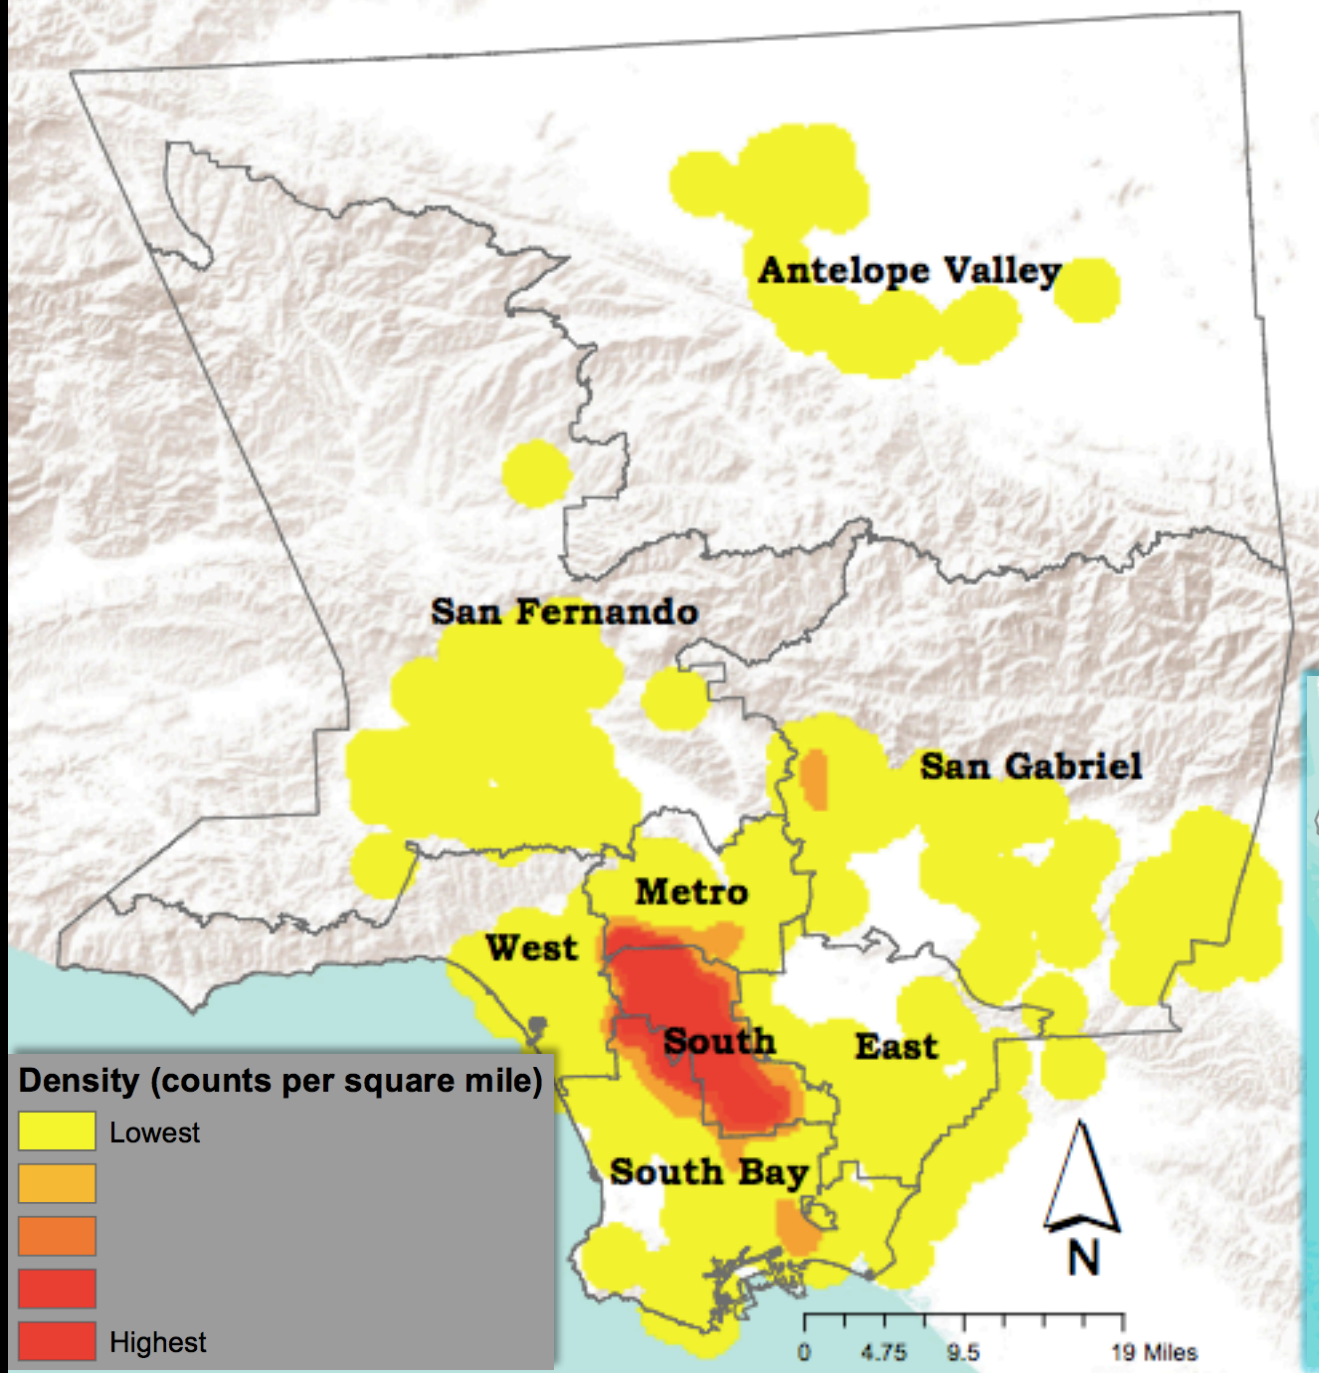 Antelope Valley
San Fernando
San Gabriel
Metro
West
South
East
South Bay
Density (counts per square mile)
Lowest
Highest
N
0 4.75 9.5 19 Miles